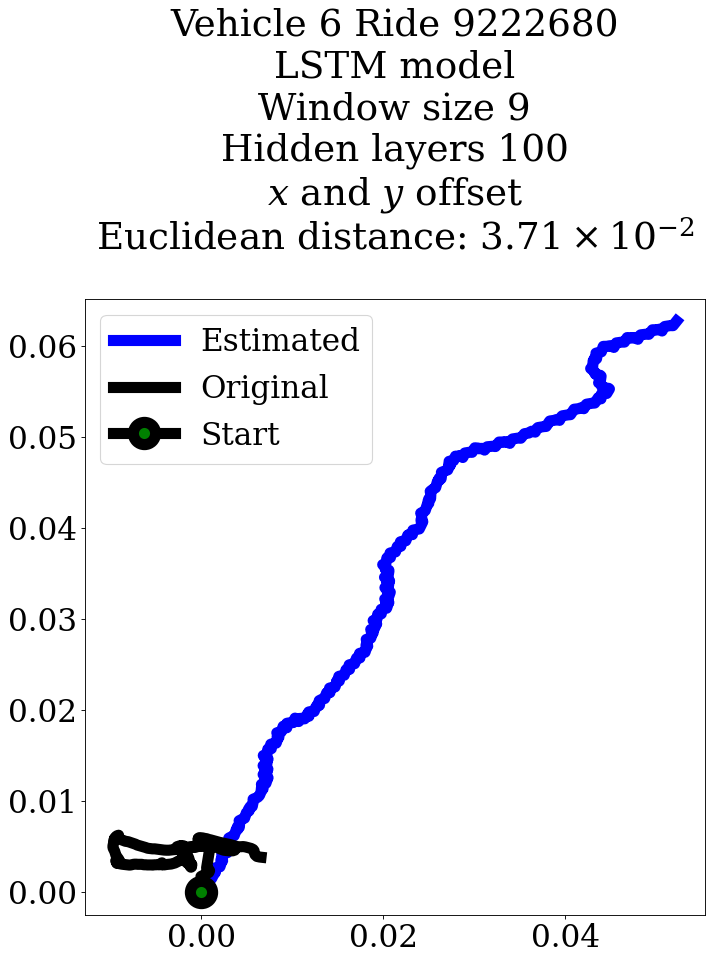 Vehicle 6 Ride 9222680
LSTM model
Window size 9
Hidden layers 100
x and y offset
Euclidean distance: 3.71 × 10⁻²
Estimated
Original
Start
0.06
0.05
0.04
0.03
0.02
0.01
0.00
0.00 0.02 0.04